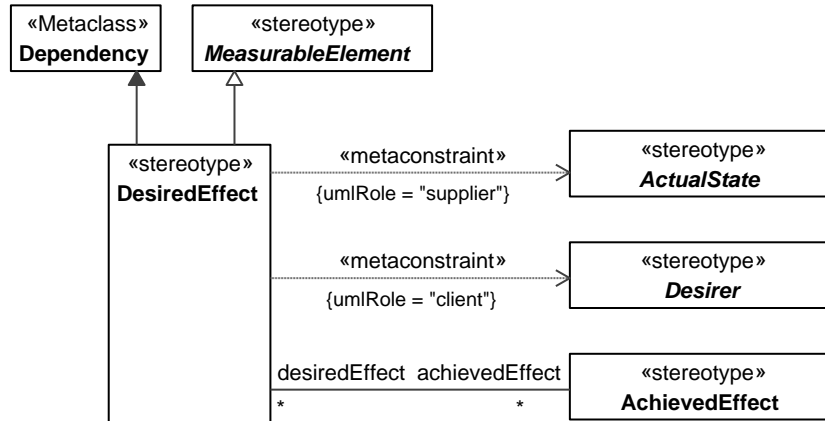 «Metaclass»
Dependency
«stereotype»
MeasurableElement
«stereotype»
DesiredEffect
«metaconstraint»
{umlRole = "supplier"}
«stereotype»
ActualState
«metaconstraint»
{umlRole = "client"}
«stereotype»
Desirer
desiredEffect achievedEffect
* *
«stereotype»
AchievedEffect